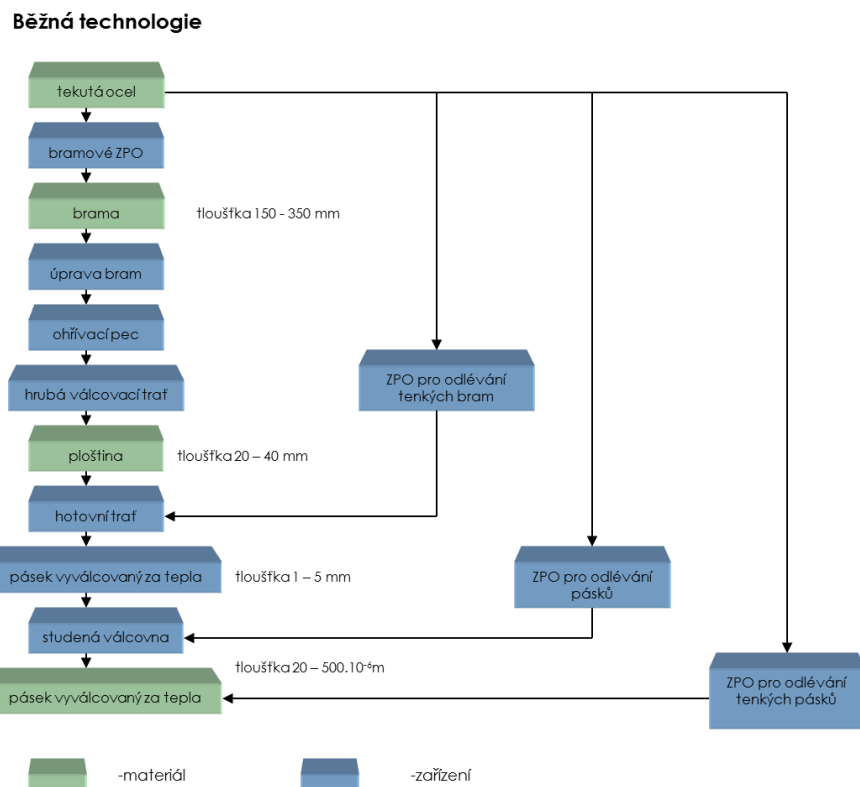 Běžná technologie
tekutá ocel
bramové ZPO
brama
tloušťka 150 - 350 mm
úprava bram
ohřívací pec
hrubá válcovací trať
ZPO pro odlévání
tenkých bram
ploština
tloušťka 20 – 40 mm
hotovní trať
pásek vyválcovaný za tepla
tloušťka 1 – 5 mm
ZPO pro odlévání
pásků
studená válcovna
tloušťka 20 – 500.10⁻⁶m
pásek vyválcovaný za tepla
ZPO pro odlévání
tenkých pásků
-materiál
-zařízení